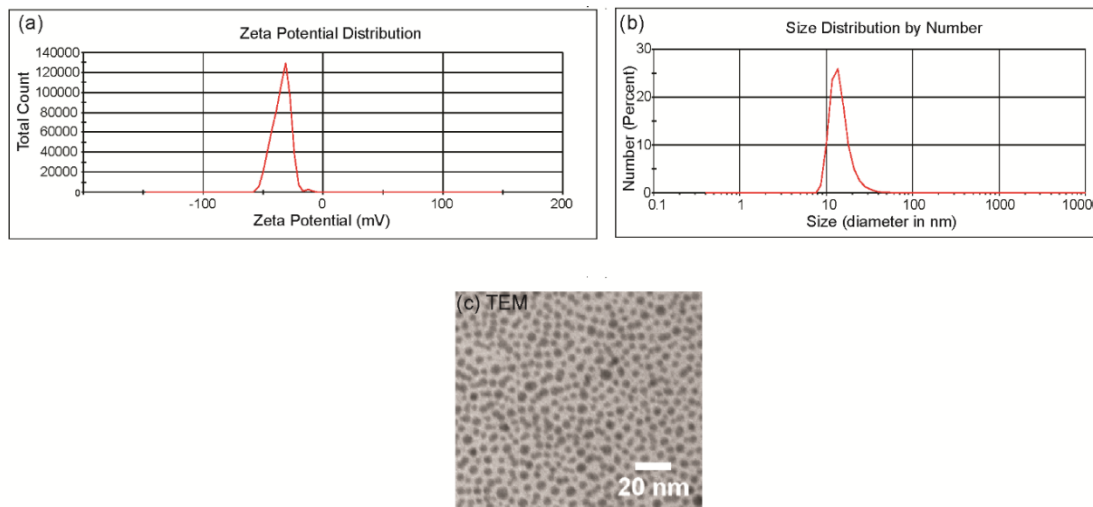 (a)
Zeta Potential Distribution
Total Count
140000
120000
100000
80000
60000
40000
20000
0
-100
0
100
200
Zeta Potential (mV)
(b)
Size Distribution by Number
Number (Percent)
30
20
10
0
0.1
1
10
100
1000
1000
Size (diameter in nm)
(c) TEM
20 nm